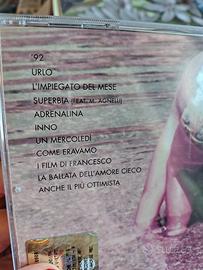 '92
URLO
L'IMPIEGATO DEL MESE
SUPERBIA (FEAT. M. AGNELLI)
ADRENALINA
INNO
UN MERCOLEDÌ
COME ERAVAMO
I FILM DI FRANCESCO
LA BALLATA DELL'AMORE CIECO
ANCHE IL PIÙ OTTIMISTA